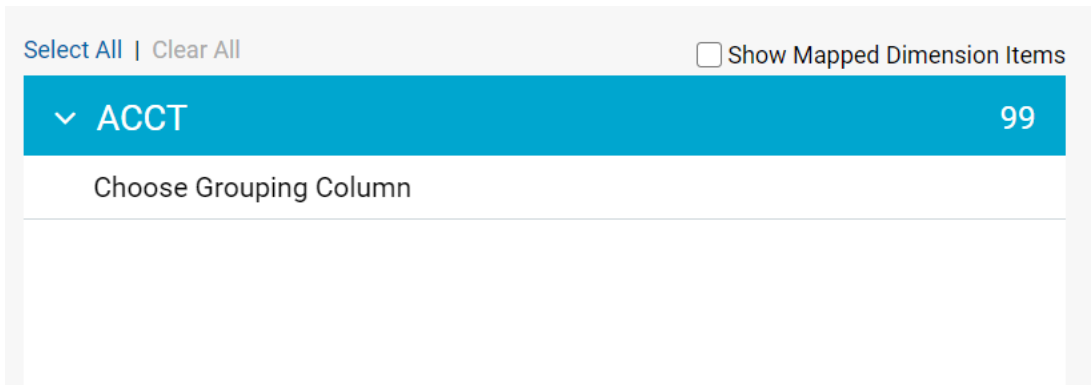 Select All | Clear All
Show Mapped Dimension Items
ACCT 99
Choose Grouping Column